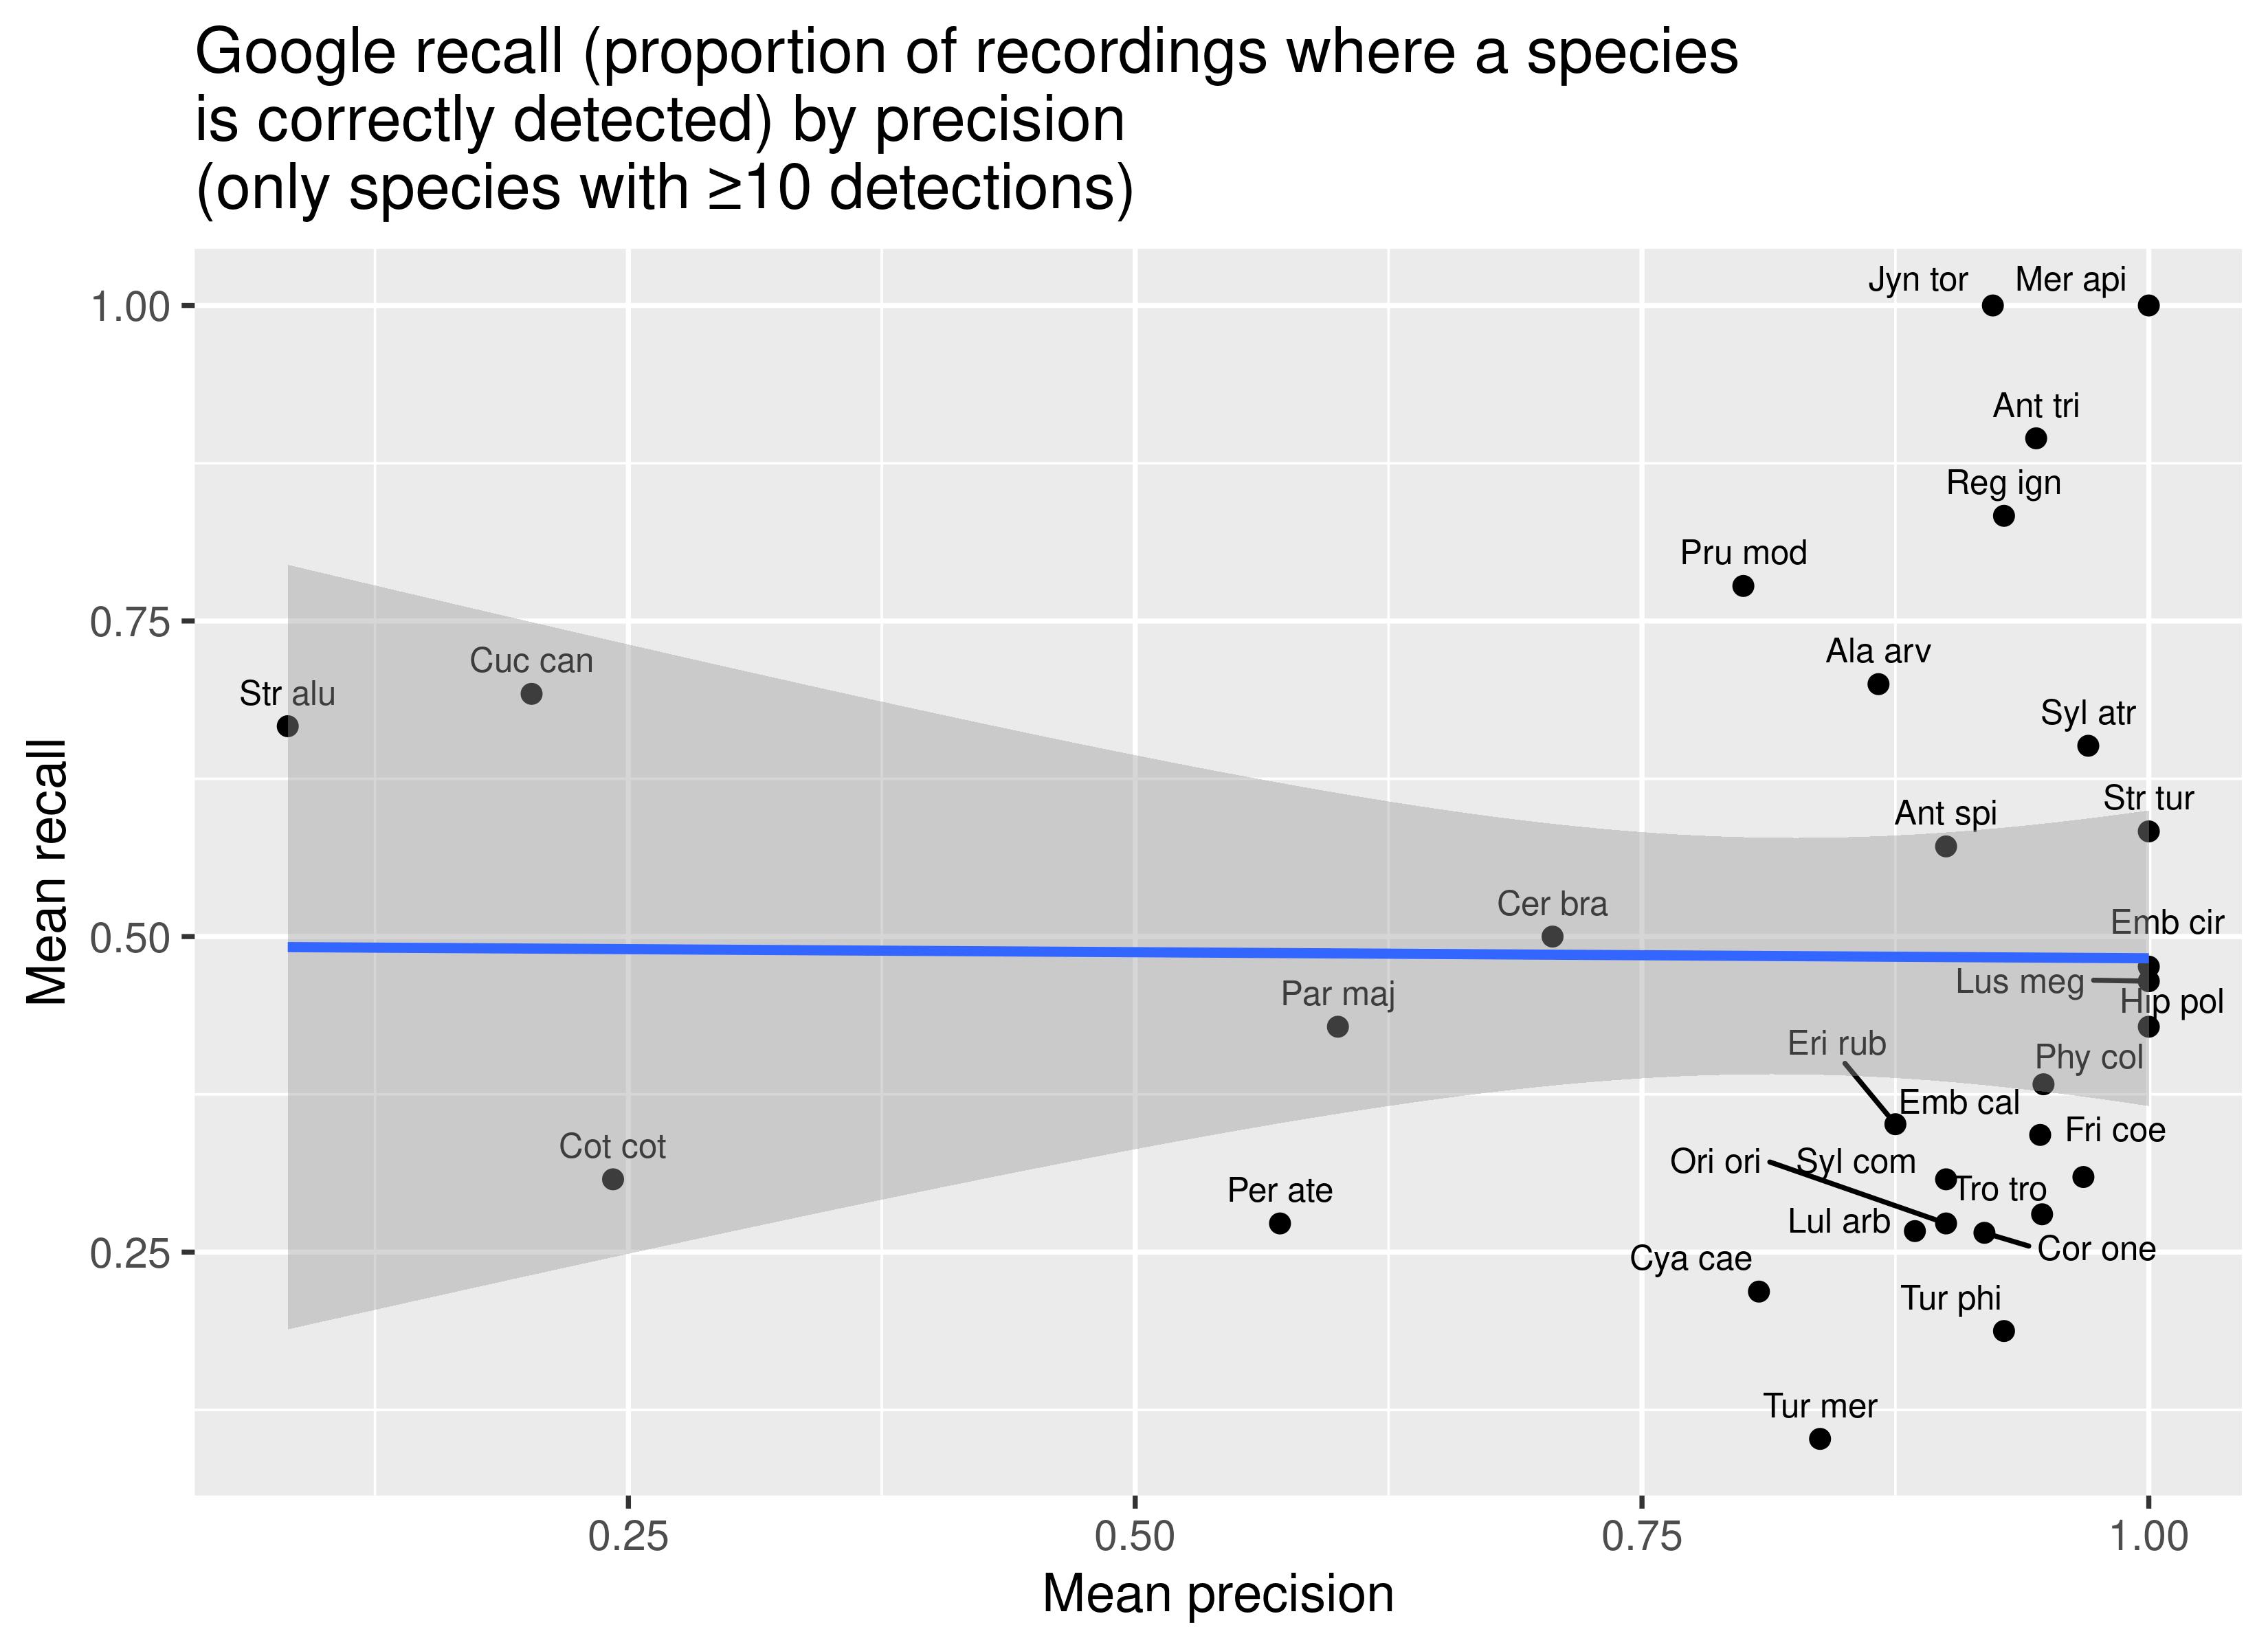 Google recall (proportion of recordings where a species
is correctly detected) by precision
(only species with ≥10 detections)
Jyn tor
Mer api
1.00
Ant tri
Reg ign
Pru mod
0.75
Ala arv
Cuc can
Str alu
Syl atr
Str tur
Ant spi
Cer bra
Emb cir
0.50
Lus meg
Par maj
Hip pol
Eri rub
Phy col
Emb cal
Fri coe
Cot cot
Ori ori
Syl com
Per ate
Tro tro
Lul arb
0.25
Cor one
Cya cae
Tur phi
Tur mer
Mean recall
0.25
0.50
0.75
1.00
Mean precision